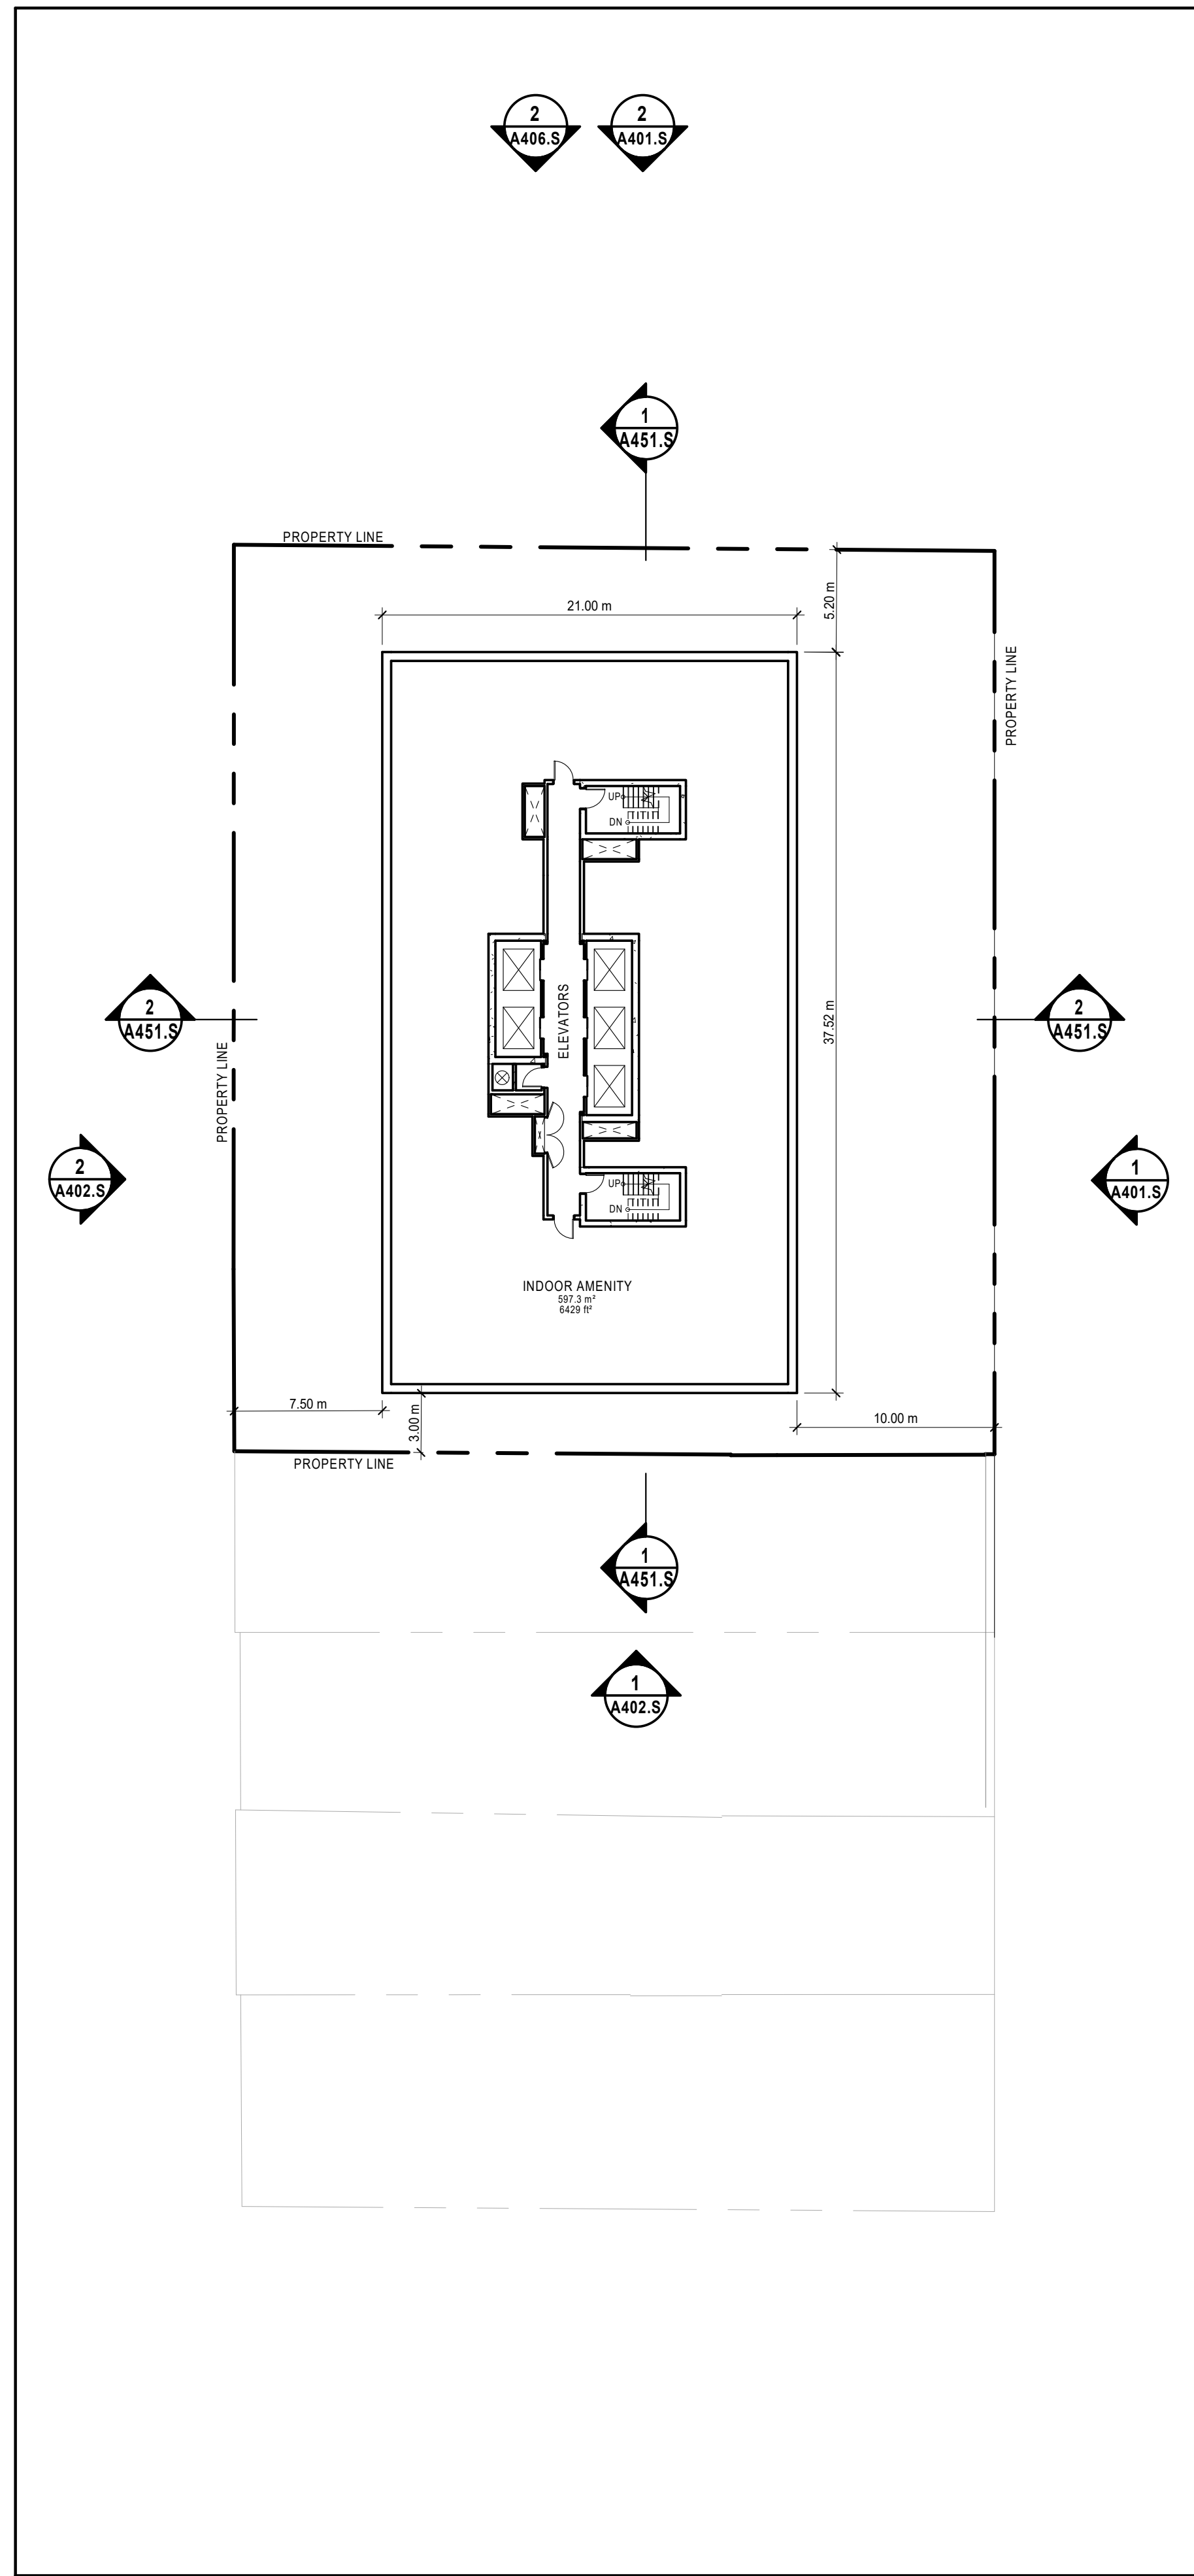 2
A406.S
2
A401.S
1
A451.S
PROPERTY LINE
21.00 m
5.20 m
PROPERTY LINE
UP
DN
ELEVATORS
37.52 m
2
A451.S
2
A451.S
PROPERTY LINE
2
A402.S
1
A401.S
UP
DN
INDOOR AMENITY
597.3 m²
6429 ft²
7.50 m
3.00 m
10.00 m
PROPERTY LINE
1
A451.S
1
A402.S